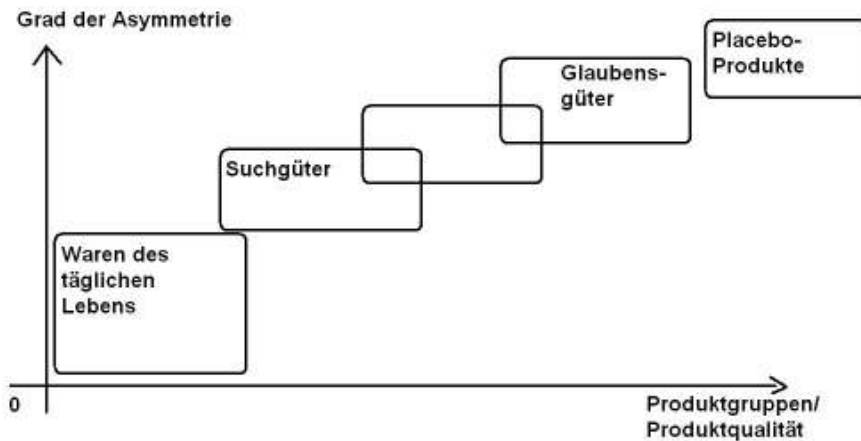 Grad der Asymmetrie
Placebo-
Produkte
Glaubens-
güter
Suchgüter
Waren des
täglichen
Lebens
0
Produktgruppen/
Produktqualität